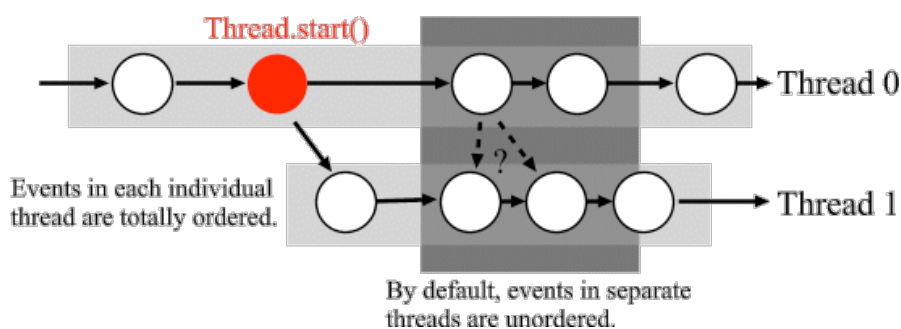 Thread.start()
Thread 0
?
Events in each individual
thread are totally ordered.
Thread 1
By default, events in separate
threads are unordered.